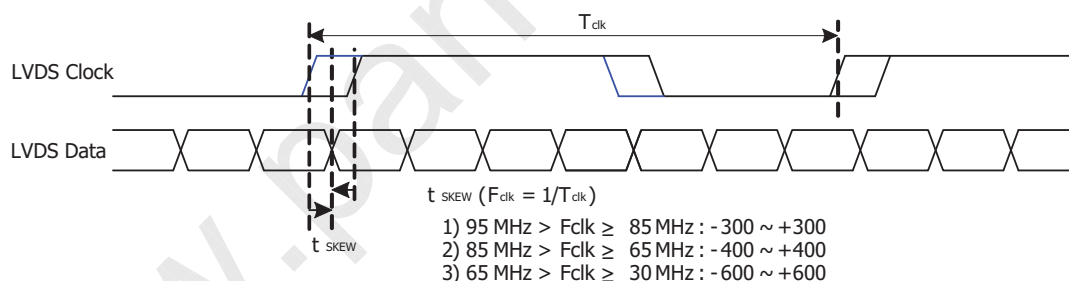 Tclk
LVDS Clock
LVDS Data
t SKEW (Fclk = 1/Tclk)
1) 95 MHz > Fclk ≥ 85 MHz : -300 ~ +300
t SKEW
2) 85 MHz > Fclk ≥ 65 MHz : -400 ~ +400
3) 65 MHz > Fclk ≥ 30 MHz : -600 ~ +600
w.pan